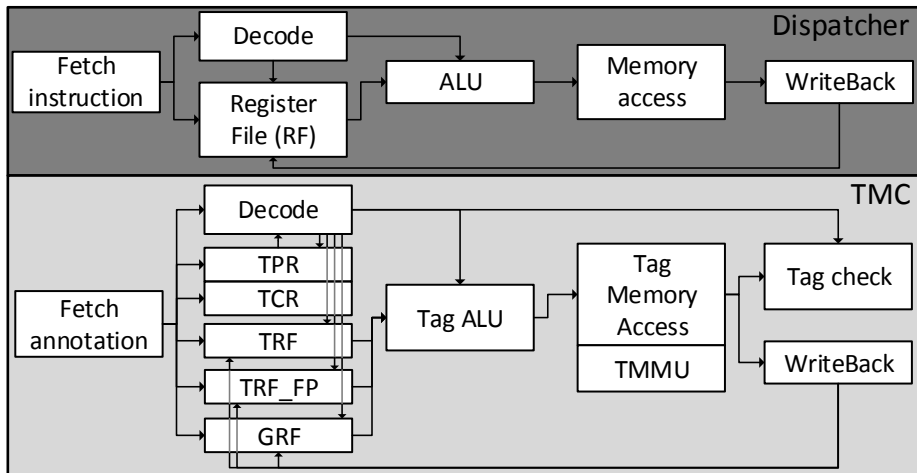 Dispatcher
Decode
Fetch
instruction
Register
File (RF)
ALU
Memory
access
WriteBack
TMC
Decode
TPR
TCR
TRF
TRF_FP
GRF
Fetch
annotation
Tag ALU
Tag
Memory
Access
TMMU
Tag check
WriteBack